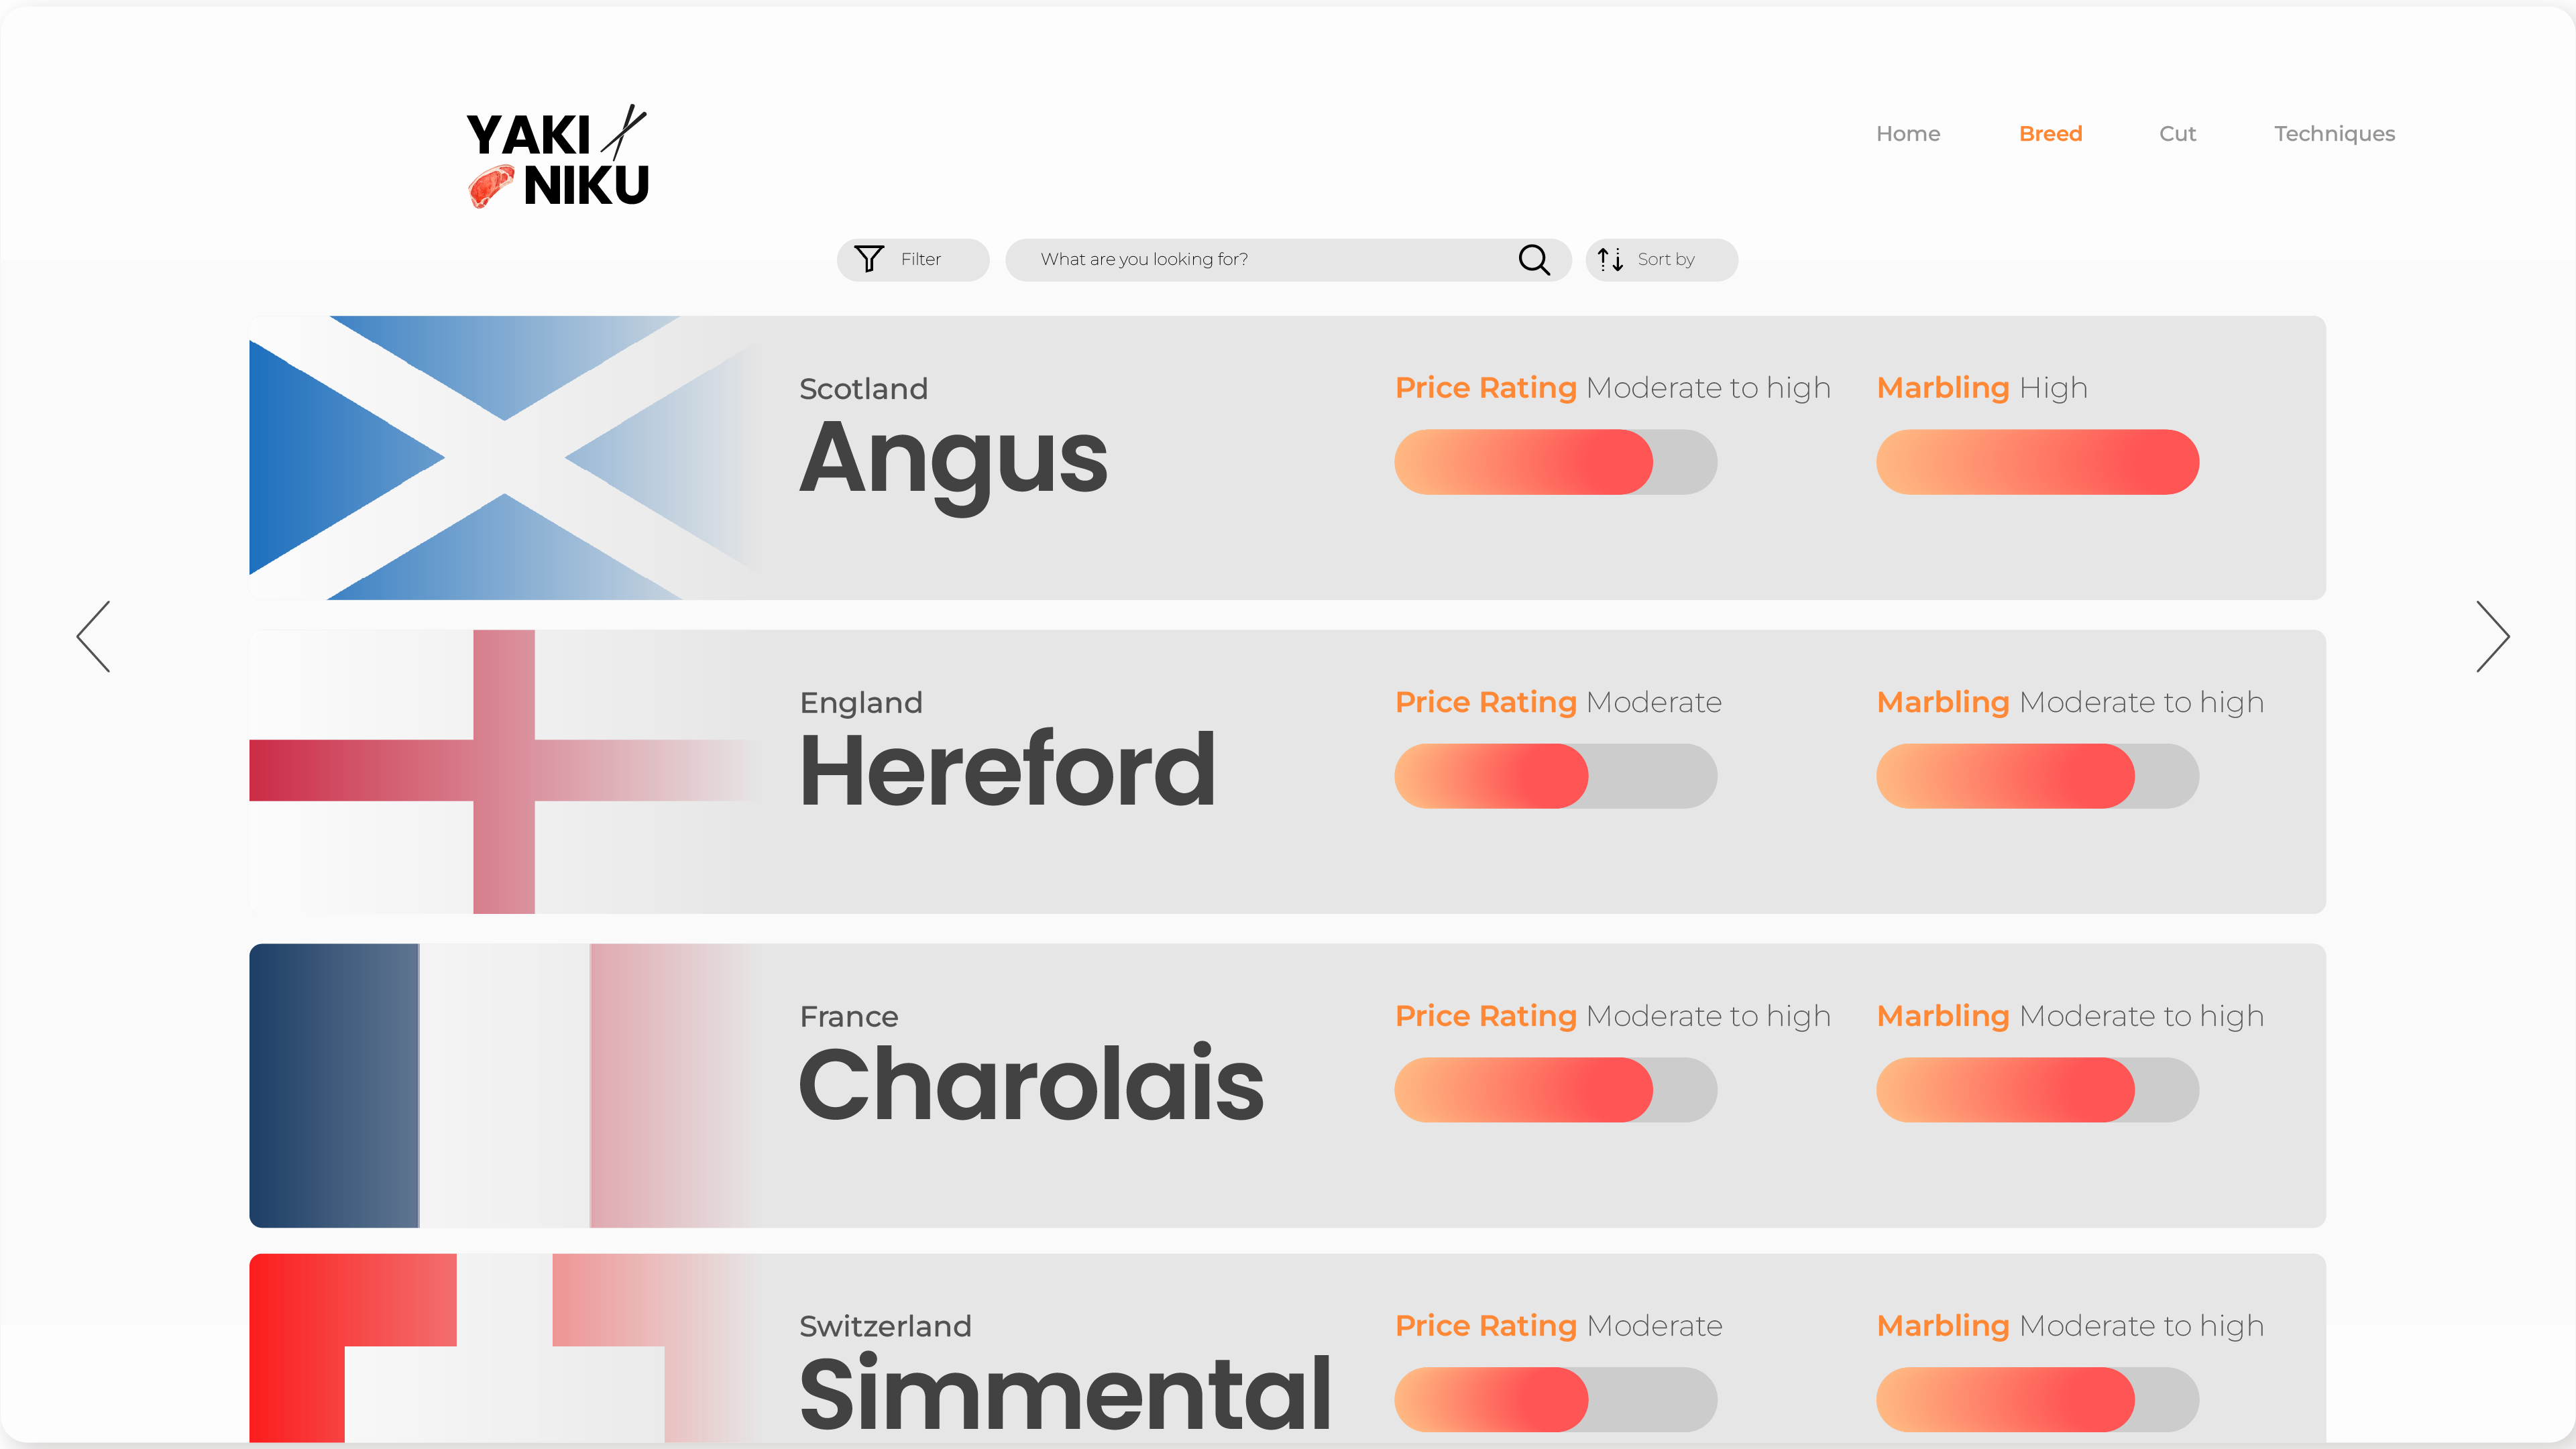 YAKI
NIKU
Home Breed Cut Techniques
Filter What are you looking for? Sort by
Scotland
Angus
Price Rating Moderate to high
Marbling High
England
Hereford
Price Rating Moderate
Marbling Moderate to high
France
Charolais
Price Rating Moderate to high
Marbling Moderate to high
Switzerland
Simmental
Price Rating Moderate
Marbling Moderate to high